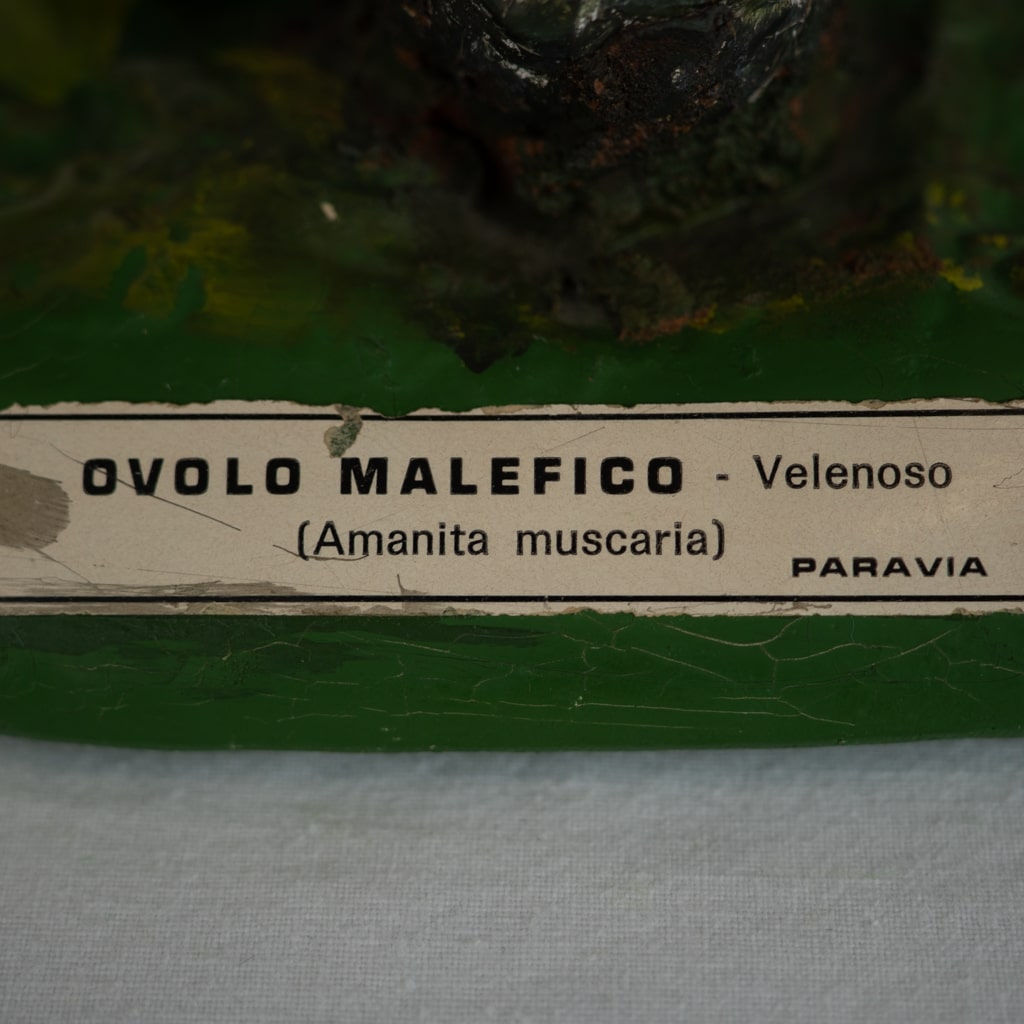 OVOLO MALEFICO - Velenoso
(Amanita muscaria)
PARAVIA